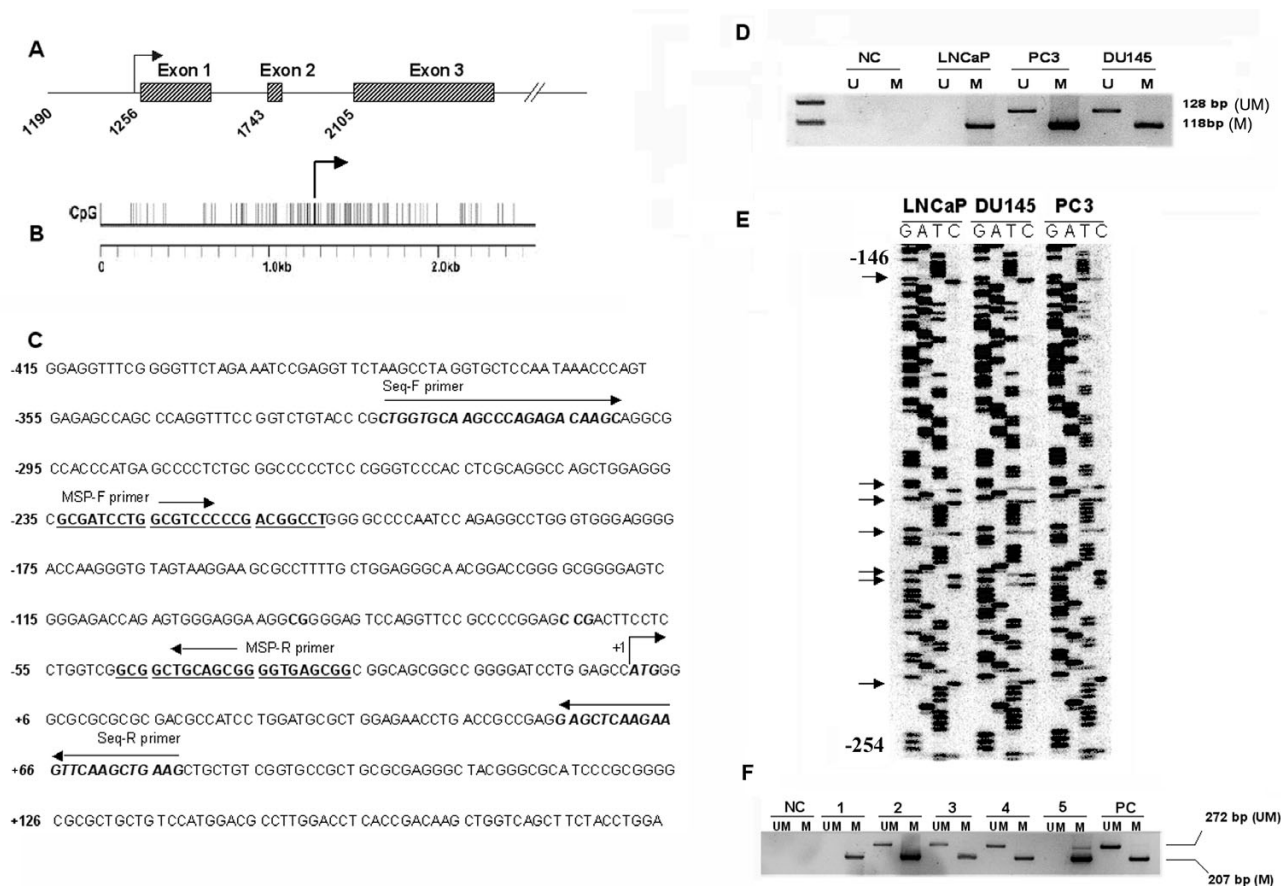 A
Exon 1 Exon 2 Exon 3
1190 1256 1743 2105
CpG
B
0 1.0kb 2.0kb
C
-415 GGAGGTTTCG GGGTTCTAGA AATCCGAGGT TCTAAGCCTA GGTGCTCCAA TAAACCCAGT
Seq-F primer
-355 GAGAGCCAGC CCAGGTTTCC GGTCTGTACC CGCTGGTGCA AGCCCAGAGA CAAGCAGGCG
-295 CCACCCATGA GCCCCTCTGC GGCCCCCTCC CGGGTCCCAC CTCGCAGGCC AGCTGGAGGG
MSP-F primer
-235 CGCGATCCTG GCGTCCCCCG ACGGCCTGGG GCCCCAATCC AGAGGCCTGG GTGGGAGGGG
-175 ACCAAGGGTG TAGTAAGGAA GCGCCTTTTG CTGGAGGGCA ACGGACCGGG GCGGGGAGTC
-115 GGGAGACCAG AGTGGGAGGA AGGCGGGGAG TCCAGGTTCC GCCCCGGAGC CGACTTCCTC
MSP-R primer +1
-55 CTGGTCGGCG GCTGCAGCGG GGTGAGCGGC GGCAGCGGCC GGGGATCCTG GAGCCATGGG
+6 GCGCGCGCGC GACGCCATCC TGGATGCGCT GGAGAACCTG ACCGCCGAGG AGCTCAAGAA
Seq-R primer
+66 GTTCAAGCTG AAGCTGCTGT CGGTGCCGCT GCGCGAGGGC TACGGGCGCA TCCCGCGGGG
+126 CGCGCTGCTG TCCATGGACG CCTTGGACCT CACCGACAAG CTGGTCAGCT TCTACCTGGA
D
NC LNCaP PC3 DU145
U M U M U M U M
128 bp (UM)
118bp (M)
E
LNCaP DU145 PC3
G A T C G A T C G A T C
-146
-254
F
NC 1 2 3 4 5 PC
UM M UM M UM M UM M UM M UM M UM M
272 bp (UM)
207 bp (M)